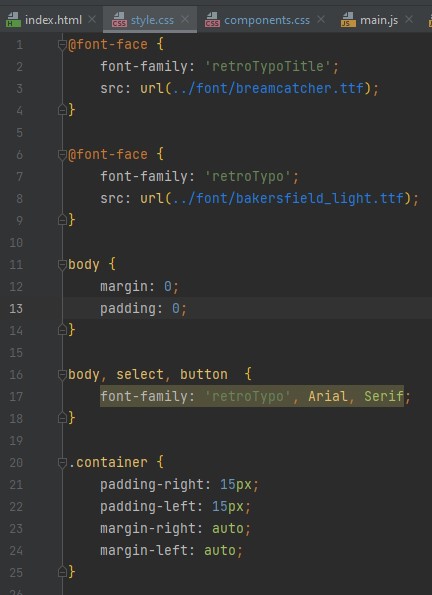 index.html style.css components.css main.js
1 @font-face {
2 font-family: 'retroTypoTitle';
3 src: url(../font/breamcatcher.ttf);
4 }
5
6 @font-face {
7 font-family: 'retroTypo';
8 src: url(../font/bakersfield_light.ttf);
9 }
10
11 body {
12 margin: 0;
13 padding: 0;
14 }
15
16 body, select, button  {
17 font-family: 'retroTypo', Arial, Serif;
18 }
19
20 .container {
21 padding-right: 15px;
22 padding-left: 15px;
23 margin-right: auto;
24 margin-left: auto;
25 }
26